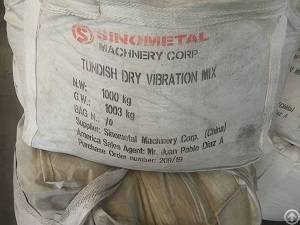 SINOMETAL
MACHINERY CORP
TUNDISH DRY VIBRATION MIX
N.W: 1000 kg
G.W: 1003 kg
BAG N.: 10
Supplier: Sinometal Machinery Corp. (China)
America Sales Agent: Mr. Juan Pablo Diaz A
Purchase Order number: 209/19